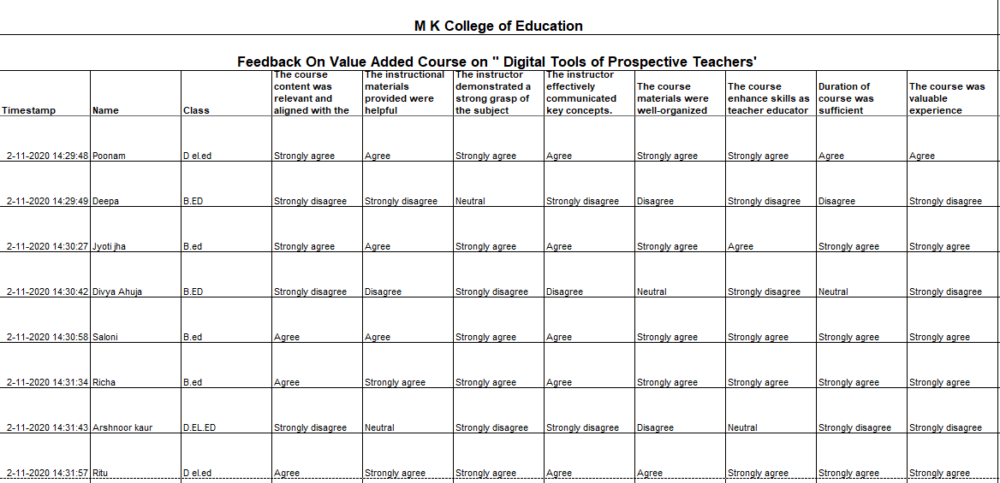 M K College of Education
Feedback On Value Added Course on " Digital Tools of Prospective Teachers'
Timestamp Name Class The course content was relevant and aligned with the The instructional materials provided were helpful The instructor demonstrated a strong grasp of the subject The instructor effectively communicated key concepts. The course materials were well-organized The course enhance skills as teacher educator Duration of course was sufficient The course was valuable experience
2-11-2020 14:29:48 Poonam D el.ed Strongly agree Agree Strongly agree Agree Strongly agree Strongly agree Agree Agree
2-11-2020 14:29:49 Deepa B.ED Strongly disagree Strongly disagree Neutral Strongly disagree Disagree Strongly disagree Disagree Strongly disagree
2-11-2020 14:30:27 Jyoti jha B.ed Strongly agree Agree Strongly agree Agree Strongly agree Agree Strongly agree Strongly agree
2-11-2020 14:30:42 Divya Ahuja B.ED Strongly disagree Disagree Strongly disagree Disagree Neutral Strongly disagree Neutral Strongly disagree
2-11-2020 14:30:58 Saloni B.ed Agree Agree Strongly agree Agree Strongly agree Strongly agree Strongly agree Strongly agree
2-11-2020 14:31:34 Richa B.ed Agree Strongly agree Strongly agree Agree Strongly agree Strongly agree Strongly agree Strongly agree
2-11-2020 14:31:43 Arshnoor kaur D.EL.ED Strongly disagree Neutral Strongly disagree Strongly disagree Disagree Neutral Strongly disagree Strongly disagree
2-11-2020 14:31:57 Ritu D el.ed Agree Strongly agree Strongly agree Agree Agree Strongly agree Strongly agree Strongly agree